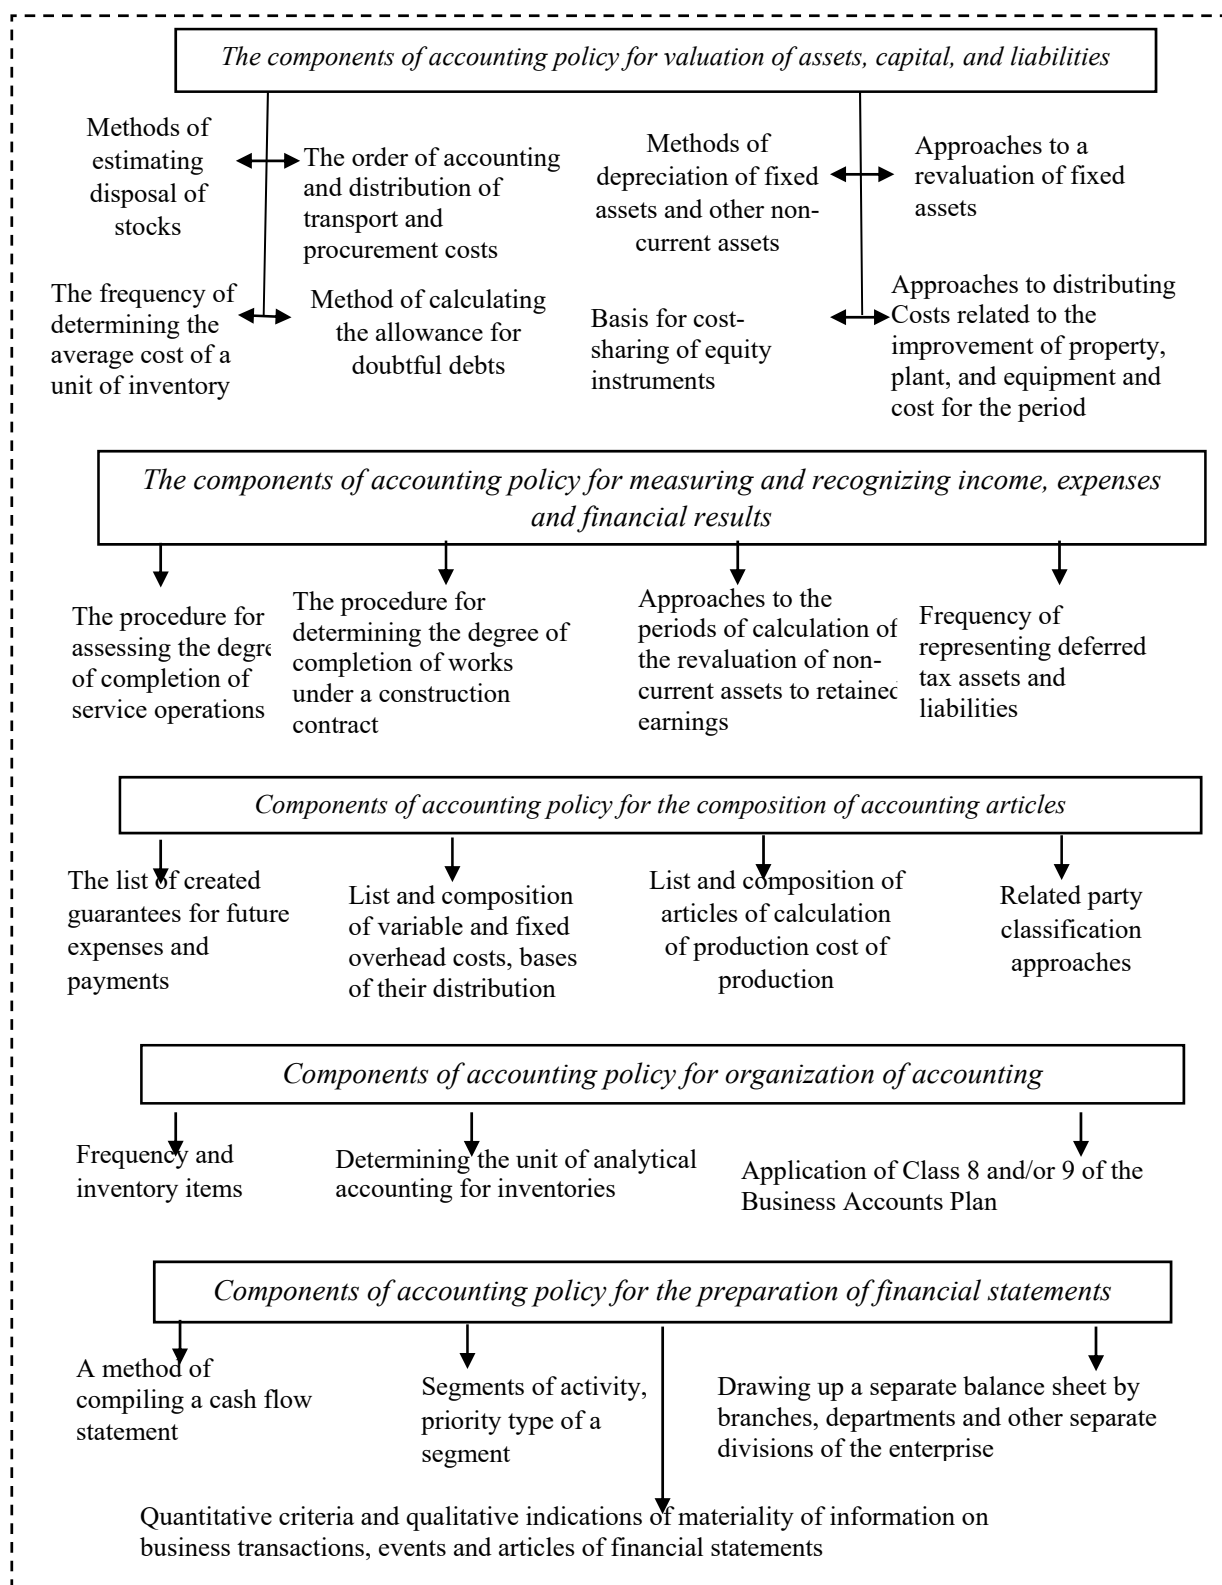 The components of accounting policy for valuation of assets, capital, and liabilities
Methods of
estimating
disposal of
stocks
The order of accounting
and distribution of
transport and
procurement costs
Methods of
depreciation of fixed
assets and other non-
current assets
Approaches to a
revaluation of fixed
assets
The frequency of
determining the
average cost of a
unit of inventory
Method of calculating
the allowance for
doubtful debts
Basis for cost-
sharing of equity
instruments
Approaches to distributing
Costs related to the
improvement of property,
plant, and equipment and
cost for the period
The components of accounting policy for measuring and recognizing income, expenses
and financial results
The procedure for
assessing the degre
of completion of
service operations
The procedure for
determining the degree of
completion of works
under a construction
contract
Approaches to the
periods of calculation of
the revaluation of non-
current assets to retained
earnings
Frequency of
representing deferred
tax assets and
liabilities
Components of accounting policy for the composition of accounting articles
The list of created
guarantees for future
expenses and
payments
List and composition
of variable and fixed
overhead costs, bases
of their distribution
List and composition of
articles of calculation
of production cost of
production
Related party
classification
approaches
Components of accounting policy for organization of accounting
Frequency and
inventory items
Determining the unit of analytical
accounting for inventories
Application of Class 8 and/or 9 of the
Business Accounts Plan
Components of accounting policy for the preparation of financial statements
A method of
compiling a cash flow
statement
Segments of activity,
priority type of a
segment
Drawing up a separate balance sheet by
branches, departments and other separate
divisions of the enterprise
Quantitative criteria and qualitative indications of materiality of information on
business transactions, events and articles of financial statements